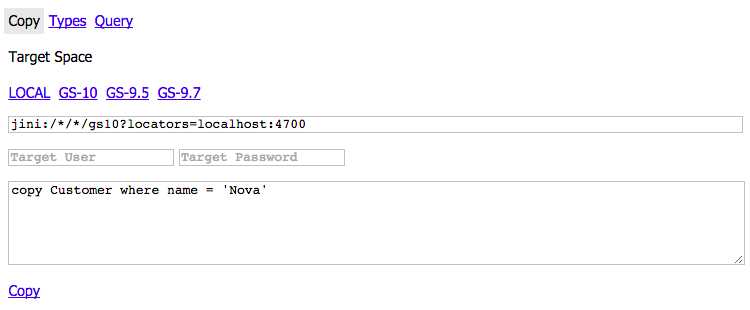 Copy Types Query
Target Space
LOCAL GS-10 GS-9.5 GS-9.7
jini:/*/*/gs10?locators=localhost:4700
Target User Target Password
copy Customer where name = 'Nova'
Copy